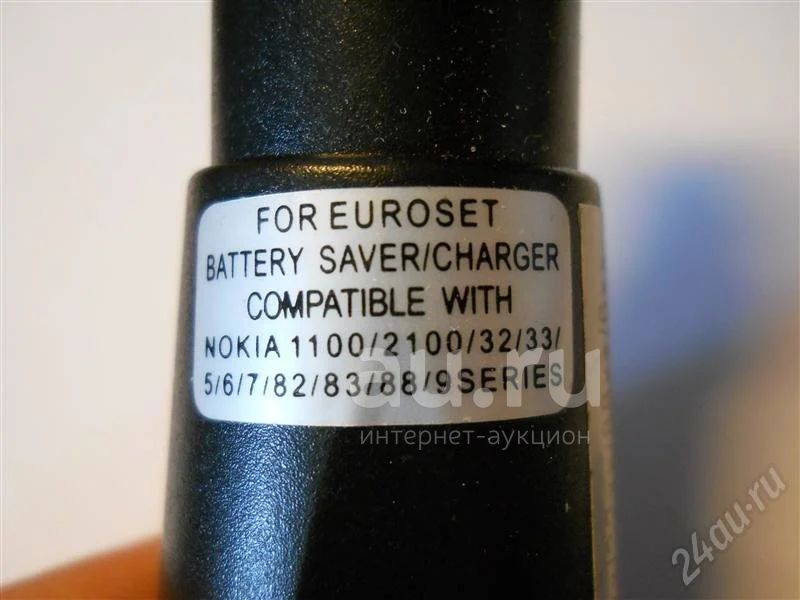 FOR EUROSET
BATTERY SAVER/CHARGER
COMPATIBLE WITH
NOKIA 1100/2100/32/33/
5/6/7/82/83/88/9SERIES
au.ru
интернет-аукцион
24au.ru